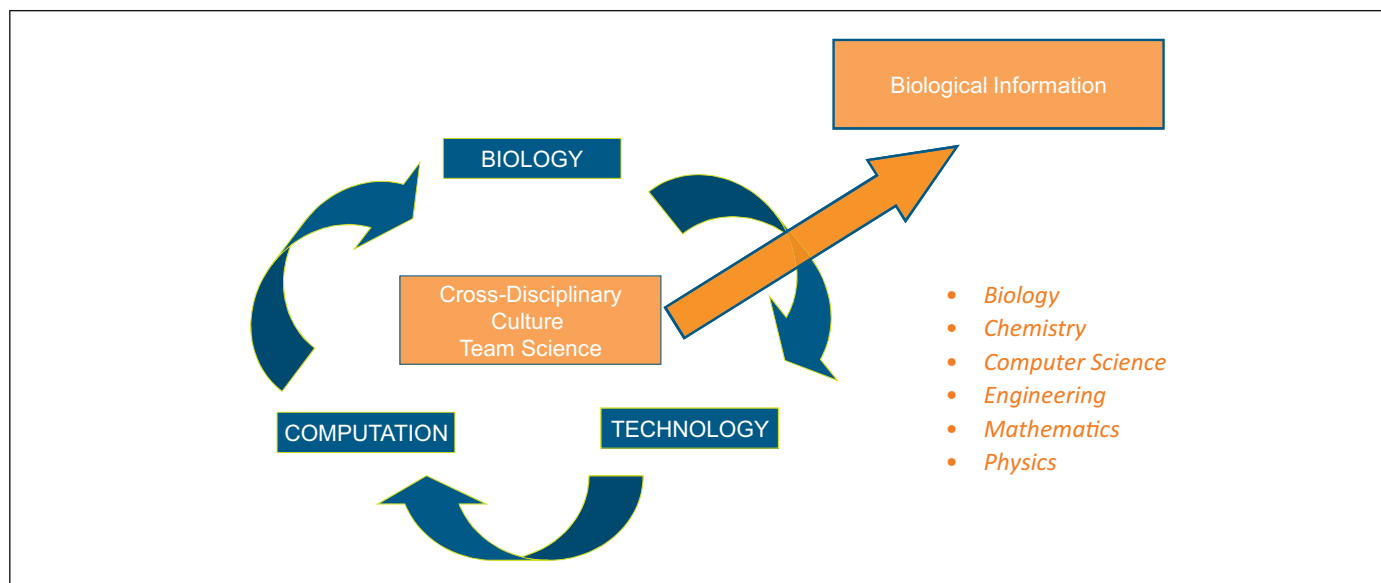 Biological Information
BIOLOGY
Cross-Disciplinary
Culture
Team Science
COMPUTATION
TECHNOLOGY
• Biology
• Chemistry
• Computer Science
• Engineering
• Mathematics
• Physics